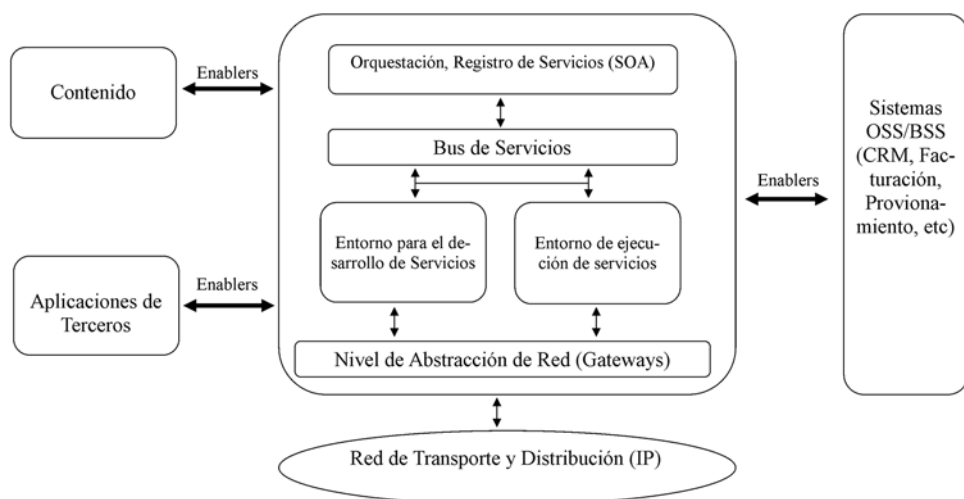 Contenido
Enablers
Aplicaciones de
Terceros
Enablers
Orquestación, Registro de Servicios (SOA)
Bus de Servicios
Entorno para el de-
sarrollo de Servicios
Entorno de ejecu-
ción de servicios
Nivel de Abstracción de Red (Gateways)
Red de Transporte y Distribución (IP)
Enablers
Sistemas
OSS/BSS
(CRM, Fac-
turación,
Proviona-
miento, etc)